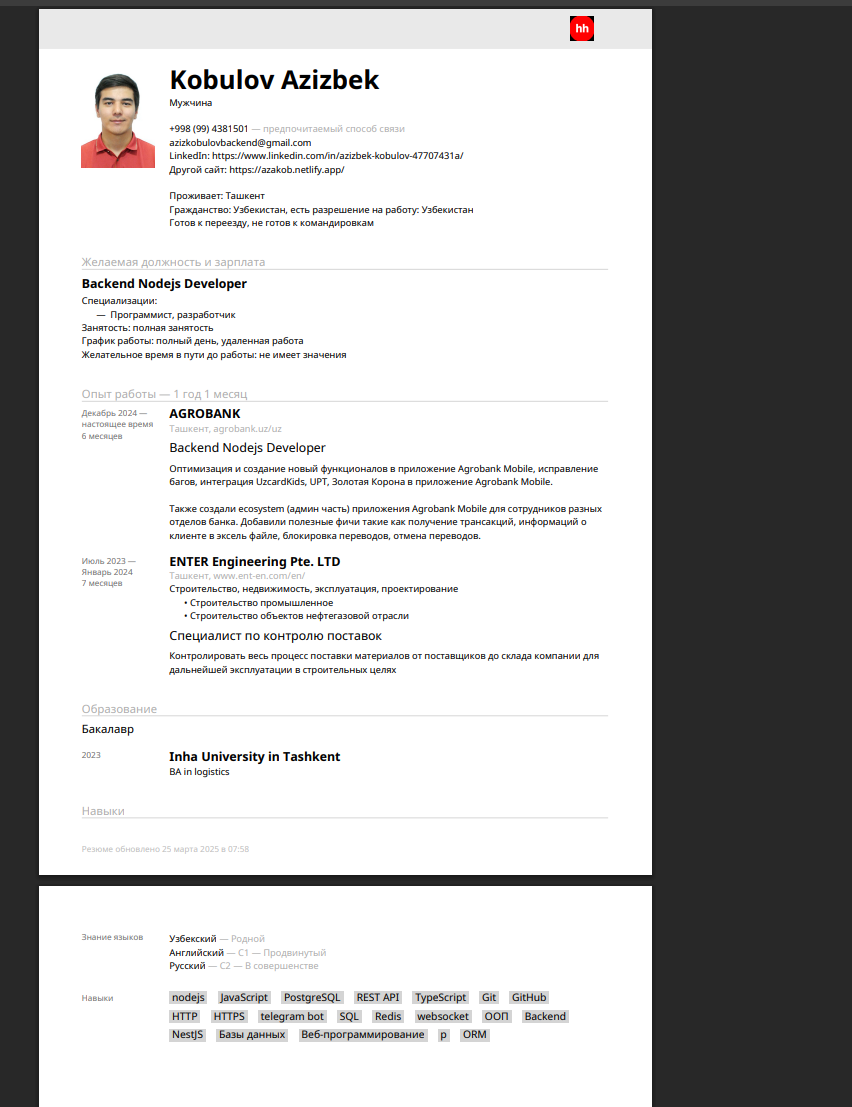 hh
Kobulov Azizbek
Мужчина
+998 (99) 4381501 — предпочитаемый способ связи
azizkobulovbackend@gmail.com
LinkedIn: https://www.linkedin.com/in/azizbek-kobulov-47707431a/
Другой сайт: https://azakob.netlify.app/
Проживает: Ташкент
Гражданство: Узбекистан, есть разрешение на работу: Узбекистан
Готов к переезду, не готов к командировкам
Желаемая должность и зарплата
Backend Nodejs Developer
Специализации:
— Программист, разработчик
Занятость: полная занятость
График работы: полный день, удаленная работа
Желательное время в пути до работы: не имеет значения
Опыт работы — 1 год 1 месяц
Декабрь 2024 —
настоящее время
6 месяцев
AGROBANK
Ташкент, agrobank.uz/uz
Backend Nodejs Developer
Оптимизация и создание новый функционалов в приложение Agrobank Mobile, исправление
багов, интеграция UzcardKids, UPT, Золотая Корона в приложение Agrobank Mobile.
Также создали ecosystem (админ часть) приложения Agrobank Mobile для сотрудников разных
отделов банка. Добавили полезные фичи такие как получение трансакций, информаций о
клиенте в эксель файле, блокировка переводов, отмена переводов.
Июль 2023 —
Январь 2024
7 месяцев
ENTER Engineering Pte. LTD
Ташкент, www.ent-en.com/en/
Строительство, недвижимость, эксплуатация, проектирование
• Строительство промышленное
• Строительство объектов нефтегазовой отрасли
Специалист по контролю поставок
Контролировать весь процесс поставки материалов от поставщиков до склада компании для
дальнейшей эксплуатации в строительных целях
Образование
Бакалавр
2023
Inha University in Tashkent
BA in logistics
Навыки
Резюме обновлено 25 марта 2025 в 07:58
Знание языков
Узбекский — Родной
Английский — C1 — Продвинутый
Русский — C2 — В совершенстве
Навыки
nodejs JavaScript PostgreSQL REST API TypeScript Git GitHub
HTTP HTTPS telegram bot SQL Redis websocket ООП Backend
NestJS Базы данных Веб-программирование p ORM